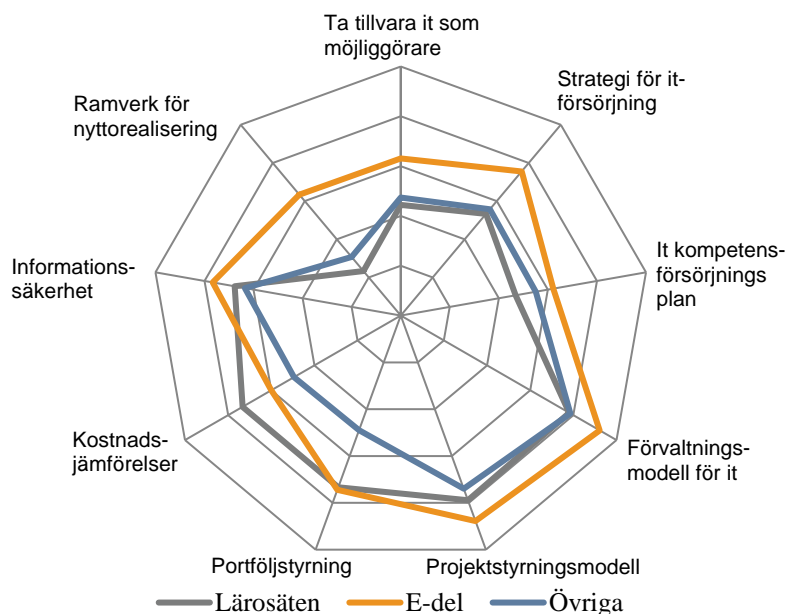 Ta tillvara it som
möjliggörare
Strategi för it-
försörjning
It kompetens-
försörjnings
plan
Förvaltnings-
modell för it
Projektstyrningsmodell
Portföljstyrning
Kostnads-
jämförelser
Informations-
säkerhet
Ramverk för
nyttorealisering
Lärosäten
E-del
Övriga